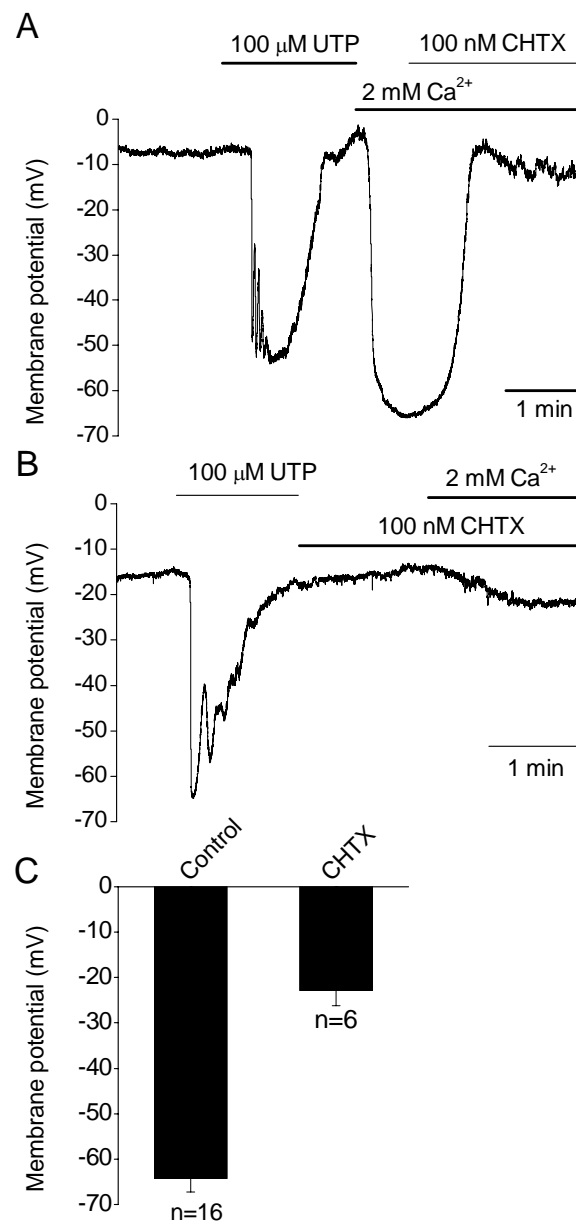 A
100 μM UTP
100 nM CHTX
2 mM Ca²⁺
0
-10
-20
-30
-40
-50
-60
-70
Membrane potential (mV)
1 min
B
100 μM UTP
2 mM Ca²⁺
100 nM CHTX
0
-10
-20
-30
-40
-50
-60
-70
Membrane potential (mV)
1 min
C
Control
CHTX
0
-10
-20
-30
-40
-50
-60
-70
Membrane potential (mV)
n=6
n=16